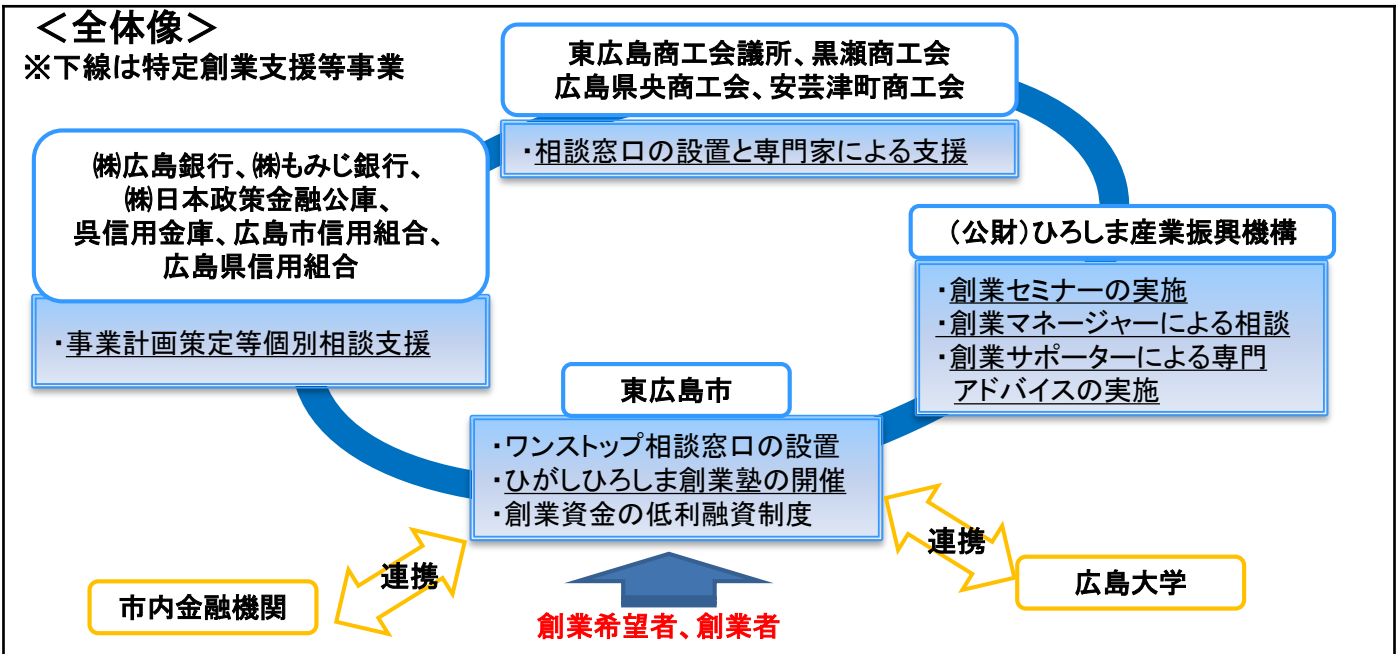 ＜全体像＞
※下線は特定創業支援等事業
東広島商工会議所、黒瀬商工会
広島県央商工会、安芸津町商工会
・相談窓口の設置と専門家による支援
㈱広島銀行、㈱もみじ銀行、
㈱日本政策金融公庫、
呉信用金庫、広島市信用組合、
広島県信用組合
・事業計画策定等個別相談支援
（公財）ひろしま産業振興機構
・創業セミナーの実施
・創業マネージャーによる相談
・創業サポーターによる専門
アドバイスの実施
東広島市
・ワンストップ相談窓口の設置
・ひがしひろしま創業塾の開催
・創業資金の低利融資制度
連携
連携
市内金融機関
広島大学
創業希望者、創業者